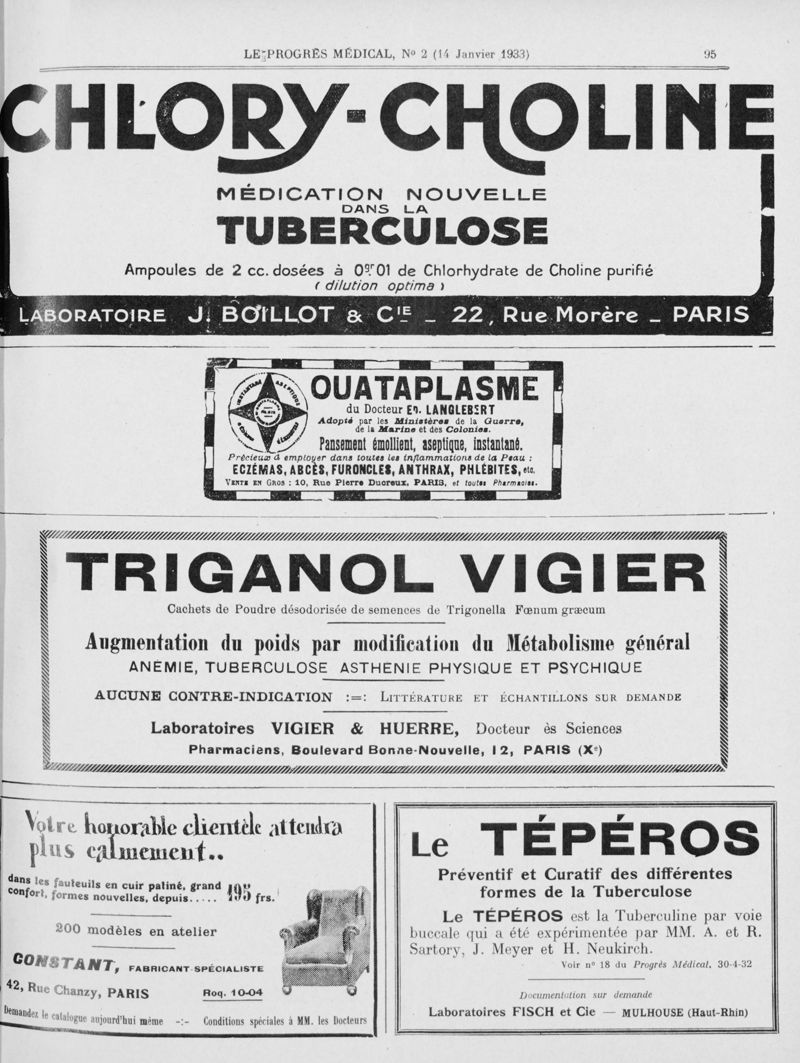 LE PROGRÈS MÉDICAL, No 2 (14 Janvier 1933) 95
CHLORY-CHOLINE
MÉDICATION NOUVELLE
DANS LA
TUBERCULOSE
Ampoules de 2 cc. dosées à 0gr01 de Chlorhydrate de Choline purifié
(dilution optima)
LABORATOIRE J. BOILLOT & CIE _ 22, Rue Morère _ PARIS
OUATAPLASME
du Docteur ED. LANGLEBERT
Adopté par les Ministères de la Guerre,
de la Marine et des Colonies.
Pansement émollient, aseptique, instantané.
Précieux à employer dans toutes les inflammations de la Peau :
ECZÉMAS, ABCÈS, FURONCLES, ANTHRAX, PHLÉBITES, etc.
VENTE EN GROS : 10, Rue Pierre Ducreux, PARIS, et toutes Pharmacies.
TRIGANOL VIGIER
Cachets de Poudre désodorisée de semences de Trigonella Fœnum græcum
Augmentation du poids par modification du Métabolisme général
ANÉMIE, TUBERCULOSE ASTHENIE PHYSIQUE ET PSYCHIQUE
AUCUNE CONTRE-INDICATION :=: LITTÉRATURE ET ÉCHANTILLONS SUR DEMANDE
Laboratoires VIGIER & HUERRE, Docteur ès Sciences
Pharmaciens, Boulevard Bonne-Nouvelle, 12, PARIS (Xe)
Votre honorable clientèle attendra
plus calmement..
dans les fauteuils en cuir patiné, grand
confort, formes nouvelles, depuis..... 195 frs.
200 modèles en atelier
CONSTANT, FABRICANT-SPÉCIALISTE
42, Rue Chanzy, PARIS Roq. 10-04
Demandez le catalogue aujourd'hui même -:- Conditions spéciales à MM. les Docteurs
Le TÉPÉROS
Préventif et Curatif des différentes
formes de la Tuberculose
Le TÉPÉROS est la Tuberculine par voie
buccale qui a été expérimentée par MM. A. et R.
Sartory, J. Meyer et H. Neukirch.
Voir no 18 du Progrès Médical, 30-4-32
Documentation sur demande
Laboratoires FISCH et Cie — MULHOUSE (Haut-Rhin)